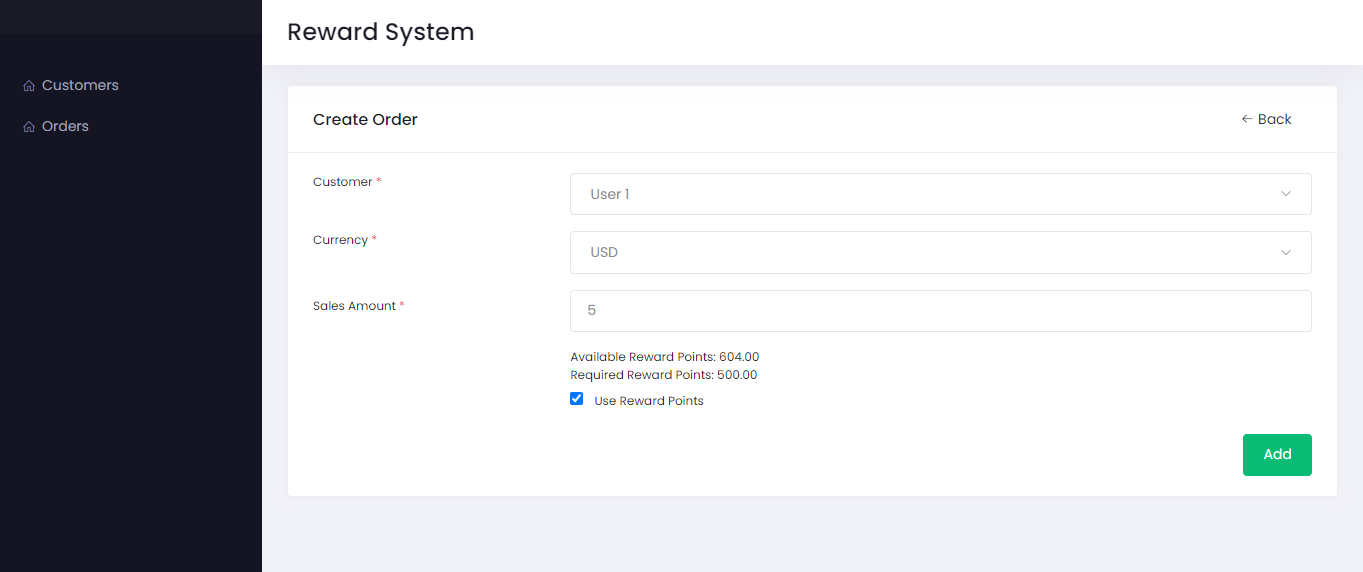 Reward System
Customers
Orders
Create Order
← Back
Customer *
User 1
Currency *
USD
Sales Amount *
5
Available Reward Points: 604.00
Required Reward Points: 500.00
Use Reward Points
Add